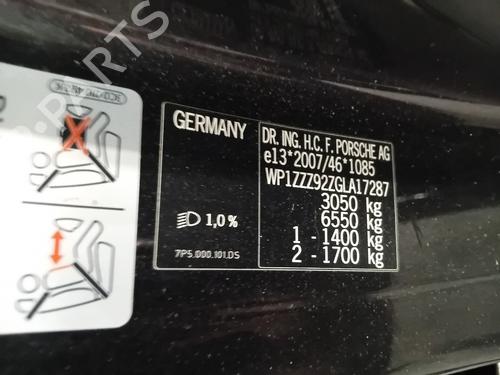 GERMANY
DR. ING. H.C. F. PORSCHE AG
e13*2007/46*1085
WP1ZZZ92ZGLA17287
3050 kg
6550 kg
1 - 1400 kg
2 - 1700 kg
1,0%
7P5.000.101.DS